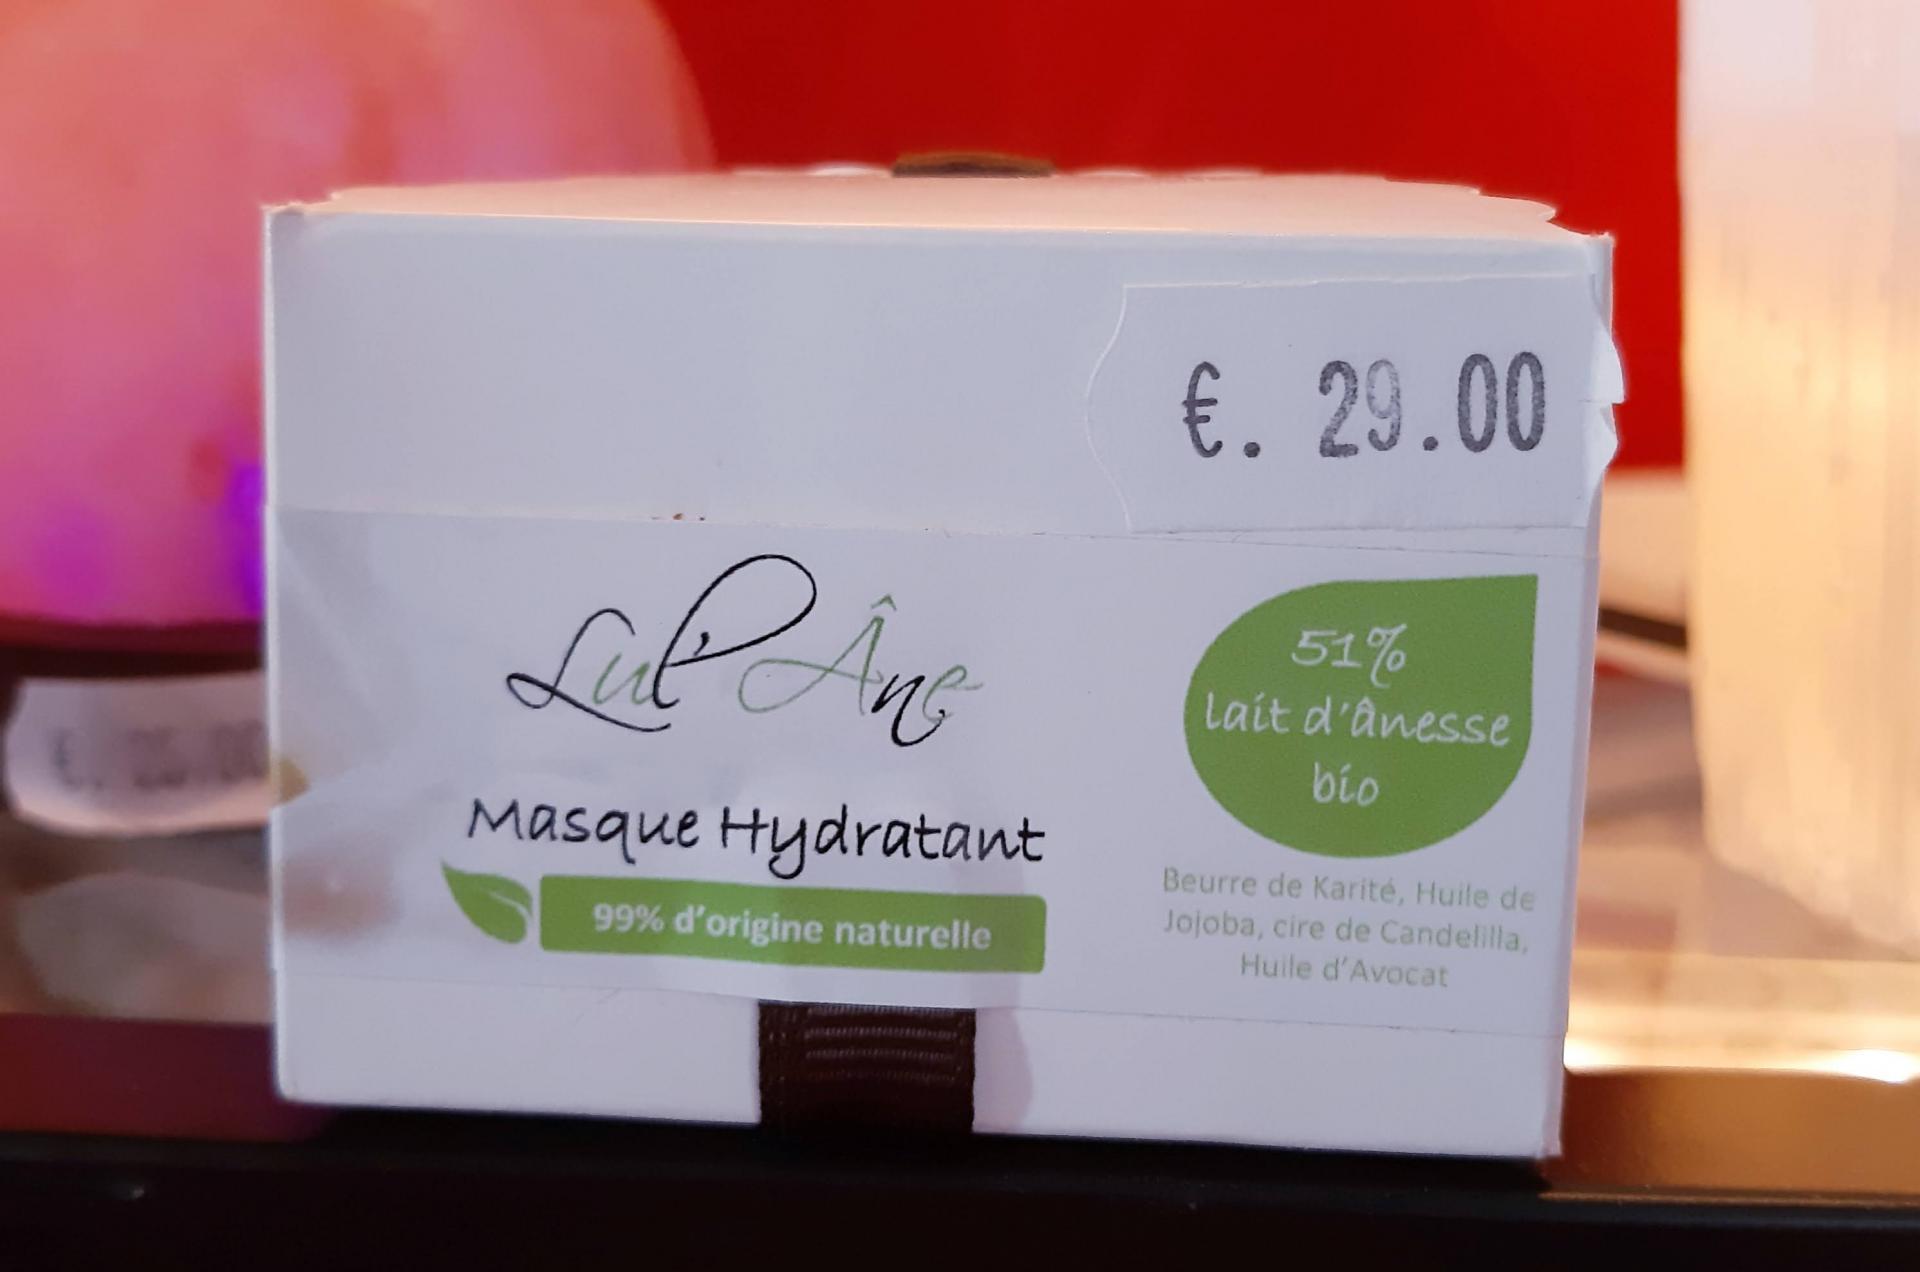 €. 29.00
Lul'Âne
Masque Hydratant
99% d'origine naturelle
51%
lait d'ânesse
bio
Beurre de Karité, Huile de
Jojoba, cire de Candelilla,
Huile d'Avocat